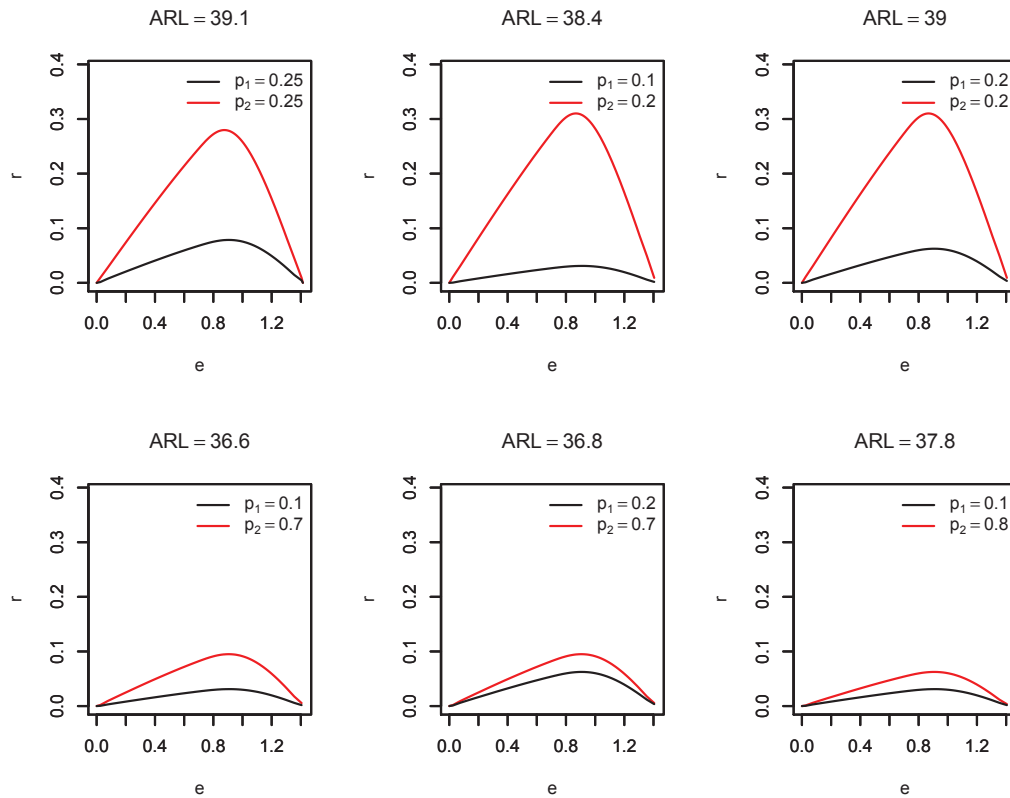 ARL = 39.1
p₁ = 0.25
p₂ = 0.25
r
0.0 0.1 0.2 0.3 0.4
0.0 0.4 0.8 1.2
e
ARL = 38.4
p₁ = 0.1
p₂ = 0.2
r
0.0 0.1 0.2 0.3 0.4
0.0 0.4 0.8 1.2
e
ARL = 39
p₁ = 0.2
p₂ = 0.2
r
0.0 0.1 0.2 0.3 0.4
0.0 0.4 0.8 1.2
e
ARL = 36.6
p₁ = 0.1
p₂ = 0.7
r
0.0 0.1 0.2 0.3 0.4
0.0 0.4 0.8 1.2
e
ARL = 36.8
p₁ = 0.2
p₂ = 0.7
r
0.0 0.1 0.2 0.3 0.4
0.0 0.4 0.8 1.2
e
ARL = 37.8
p₁ = 0.1
p₂ = 0.8
r
0.0 0.1 0.2 0.3 0.4
0.0 0.4 0.8 1.2
e